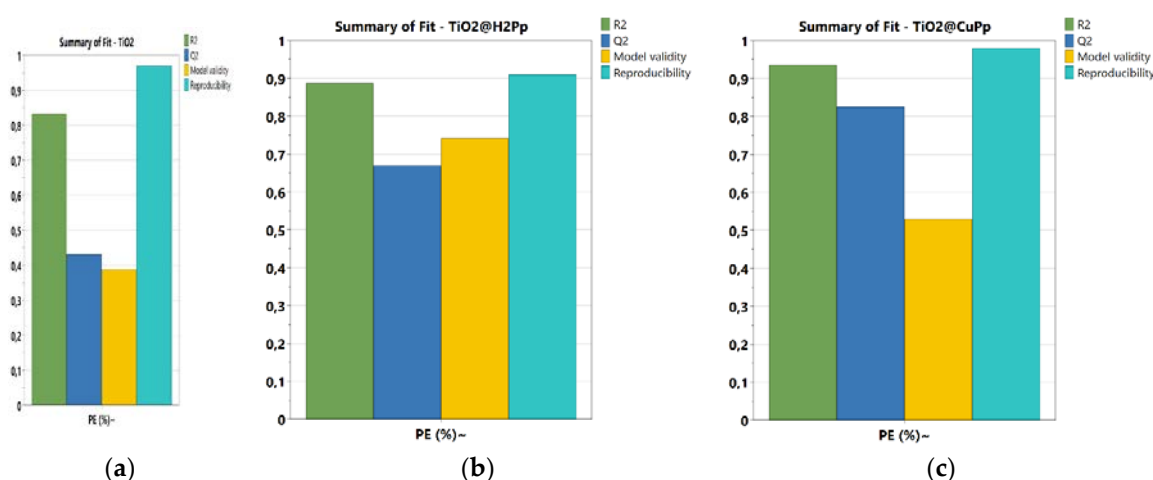 Summary of Fit - TiO2
R2
Q2
Model validity
Reproducibility
1
0,9
0,8
0,7
0,6
0,5
0,4
0,3
0,2
0,1
0
PE (%)~
(a)
Summary of Fit - TiO2@H2Pp
R2
Q2
Model validity
Reproducibility
1
0,9
0,8
0,7
0,6
0,5
0,4
0,3
0,2
0,1
0
PE (%)~
(b)
Summary of Fit - TiO2@CuPp
R2
Q2
Model validity
Reproducibility
1
0,9
0,8
0,7
0,6
0,5
0,4
0,3
0,2
0,1
0
PE (%)~
(c)